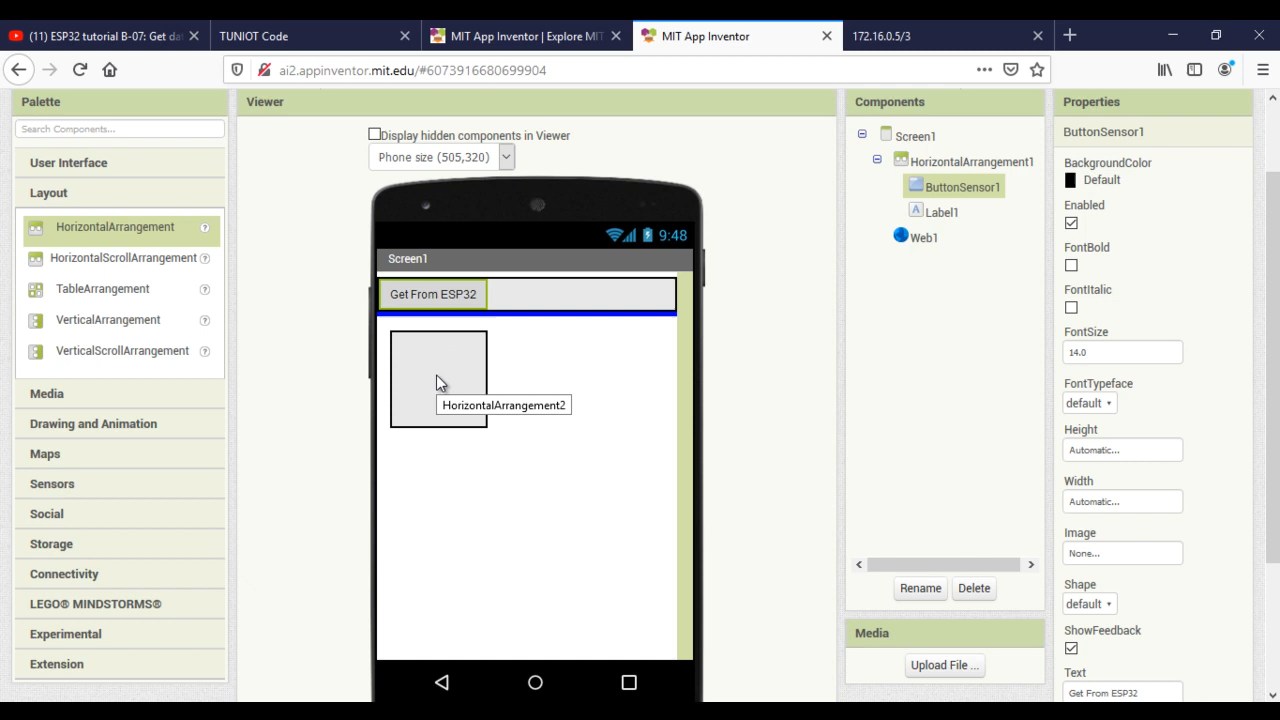 (11) ESP32 tutorial B-07: Get da
TUNIOT Code
MIT App Inventor | Explore MIT
MIT App Inventor
172.16.0.5/3
ai2.appinventor.mit.edu/#6073916680699904
Palette
Search Components...
User Interface
Layout
HorizontalArrangement
HorizontalScrollArrangement
TableArrangement
VerticalArrangement
VerticalScrollArrangement
Media
Drawing and Animation
Maps
Sensors
Social
Storage
Connectivity
LEGO® MINDSTORMS®
Experimental
Extension
Viewer
Display hidden components in Viewer
Phone size (505,320)
9:48
Screen1
Get From ESP32
HorizontalArrangement2
Components
Screen1
HorizontalArrangement1
ButtonSensor1
Label1
Web1
Rename
Delete
Media
Upload File ...
Properties
ButtonSensor1
BackgroundColor
Default
Enabled
FontBold
FontItalic
FontSize
14.0
FontTypeface
default
Height
Automatic...
Width
Automatic...
Image
None...
Shape
default
ShowFeedback
Text
Get From ESP32